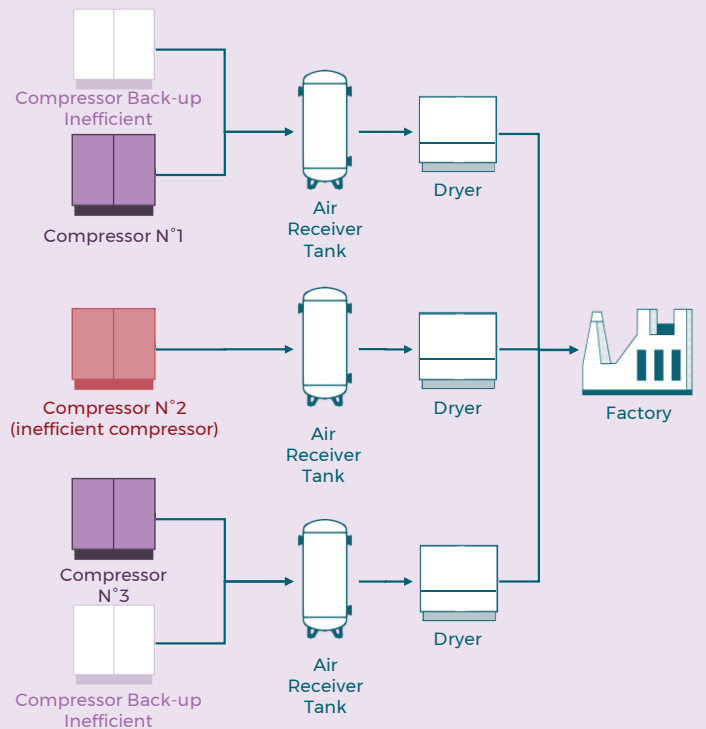 Compressor Back-up
Inefficient
Compressor N°1
Air
Receiver
Tank
Dryer
Compressor N°2
(inefficient compressor)
Air
Receiver
Tank
Dryer
Factory
Compressor
N°3
Compressor Back-up
Inefficient
Air
Receiver
Tank
Dryer